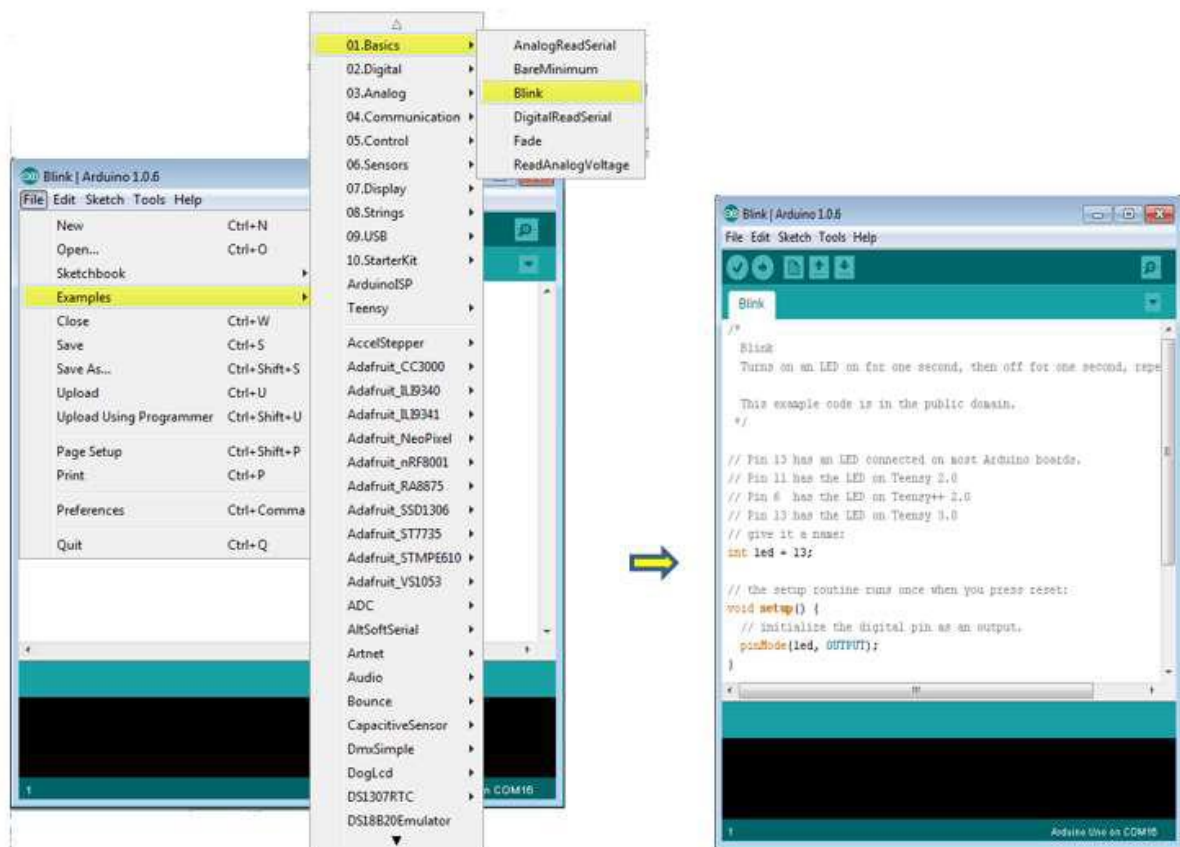 Blink | Arduino 1.0.6
File Edit Sketch Tools Help
New Ctrl+N
Open... Ctrl+O
Sketchbook
Examples
Close Ctrl+W
Save Ctrl+S
Save As... Ctrl+Shift+S
Upload Ctrl+U
Upload Using Programmer Ctrl+Shift+U
Page Setup Ctrl+Shift+P
Print Ctrl+P
Preferences Ctrl+Comma
Quit Ctrl+Q
1
n COM16
01.Basics
02.Digital
03.Analog
04.Communication
05.Control
06.Sensors
07.Display
08.Strings
09.USB
10.StarterKit
ArduinoISP
Teensy
AccelStepper
Adafruit_CC3000
Adafruit_ILI9340
Adafruit_ILI9341
Adafruit_NeoPixel
Adafruit_nRF8001
Adafruit_RA8875
Adafruit_SSD1306
Adafruit_ST7735
Adafruit_STMPE610
Adafruit_VS1053
ADC
AltSoftSerial
Artnet
Audio
Bounce
CapacitiveSensor
DmxSimple
DogLcd
DS1307RTC
DS18B20Emulator
AnalogReadSerial
BareMinimum
Blink
DigitalReadSerial
Fade
ReadAnalogVoltage
Blink | Arduino 1.0.6
File Edit Sketch Tools Help
Blink
/*
Blink
Turns on an LED on for one second, then off for one second, repe
This example code is in the public domain.
*/
// Pin 13 has an LED connected on most Arduino boards.
// Pin 11 has the LED on Teensy 2.0
// Pin 6 has the LED on Teensy++ 2.0
// Pin 13 has the LED on Teensy 3.0
// give it a name:
int led = 13;
// the setup routine runs once when you press reset:
void setup() {
// initialize the digital pin as an output.
pinMode(led, OUTPUT);
}
1
Arduino Uno on COM16